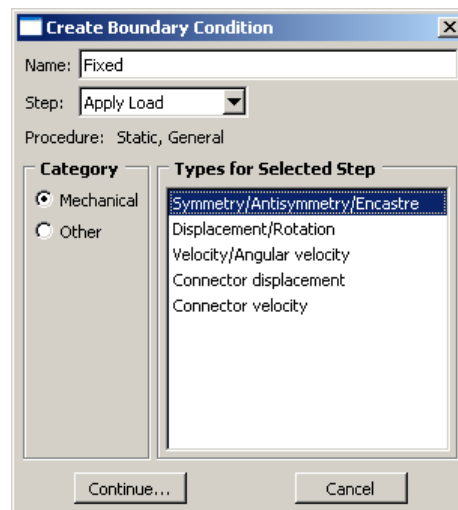 Create Boundary Condition
Name: Fixed
Step: Apply Load
Procedure: Static, General
Category
Mechanical
Other
Types for Selected Step
Symmetry/Antisymmetry/Encastre
Displacement/Rotation
Velocity/Angular velocity
Connector displacement
Connector velocity
Continue... Cancel